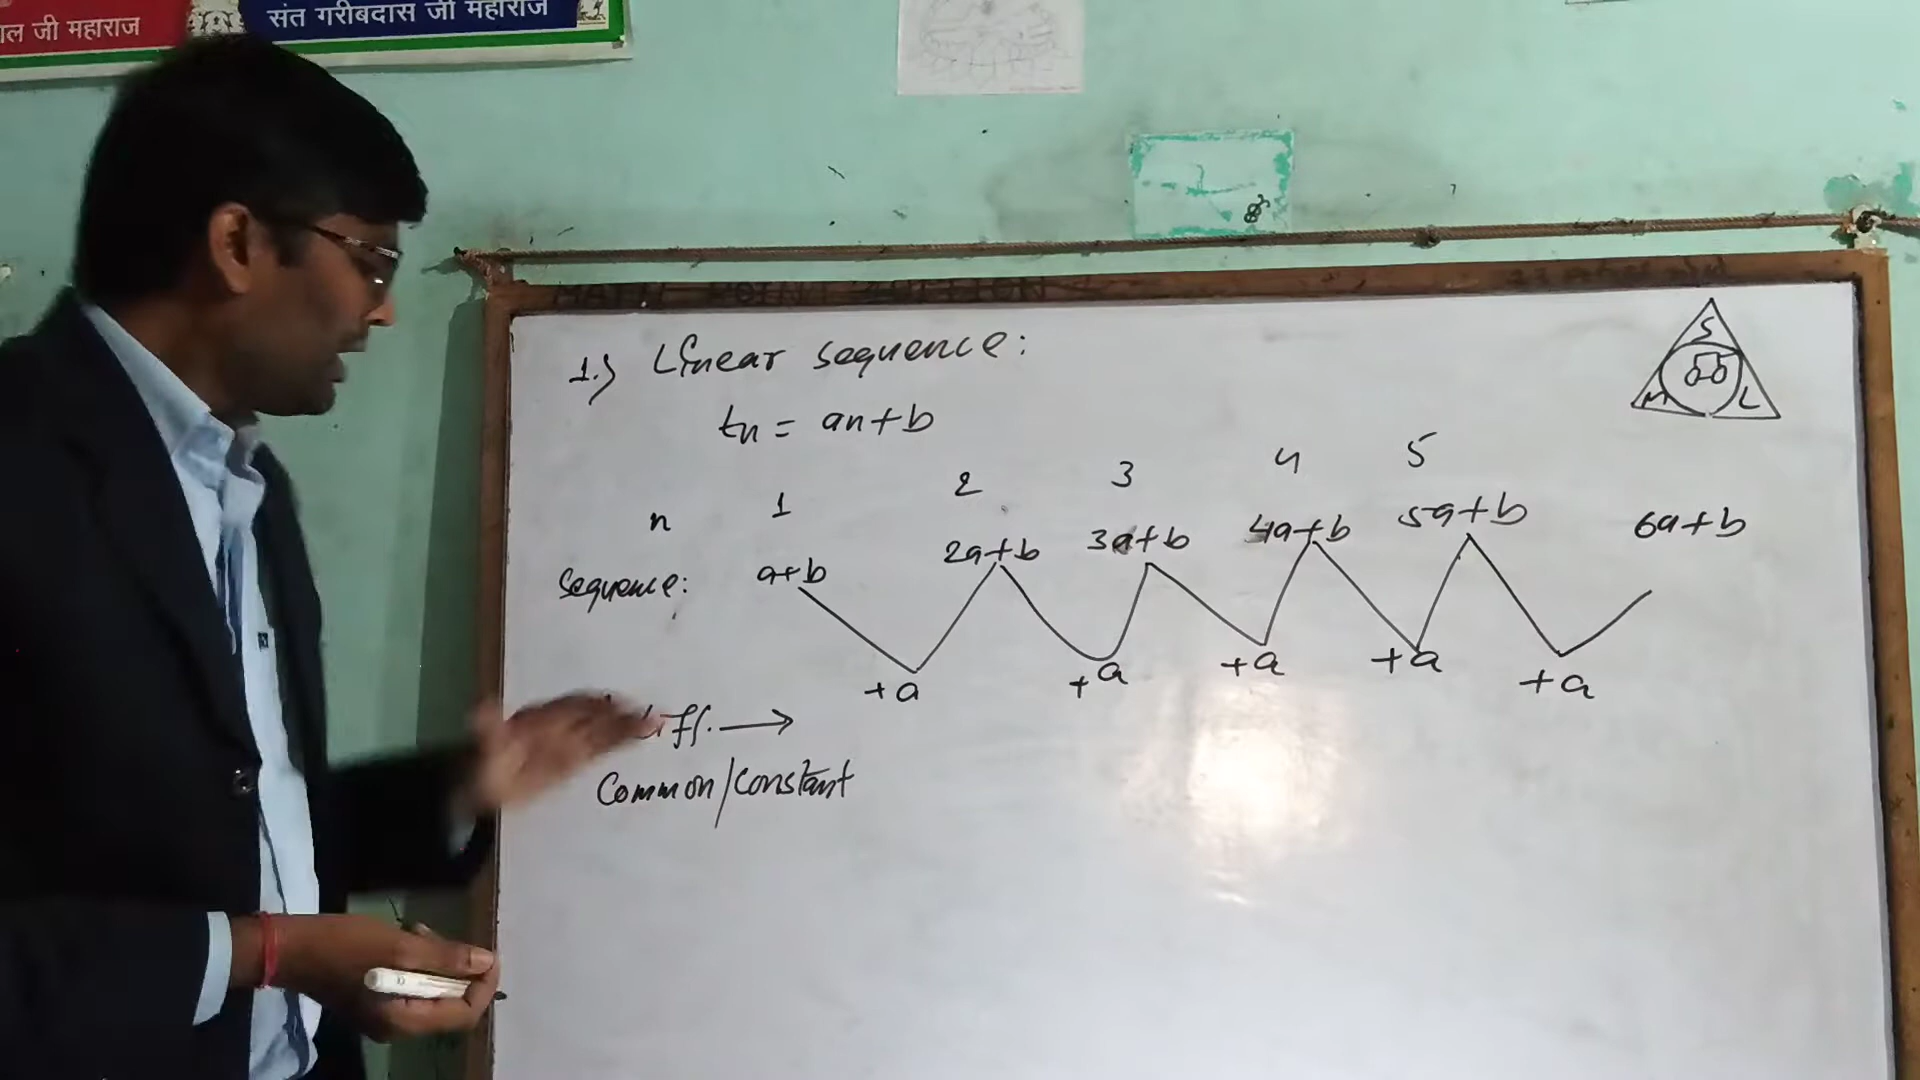 ल जी महाराज
संत गरीबदास जी महाराज
1.) Linear sequence:
tn = an+b
n 1 2 3 4 5
Sequence: a+b 2a+b 3a+b 4a+b 5a+b 6a+b
+a +a +a +a +a
diff. →
Common/Constant
S
M L